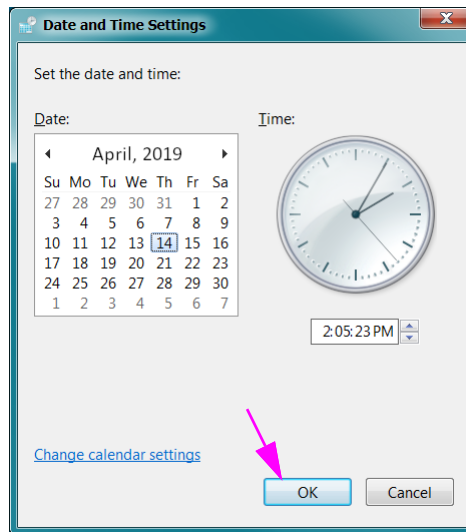 Date and Time Settings
X
Set the date and time:
Date:
Time:
April, 2019
Su Mo Tu We Th Fr Sa
27 28 29 30 31 1 2
3 4 5 6 7 8 9
10 11 12 13 14 15 16
17 18 19 20 21 22 23
24 25 26 27 28 29 30
1 2 3 4 5 6 7
2:05:23 PM
Change calendar settings
OK
Cancel